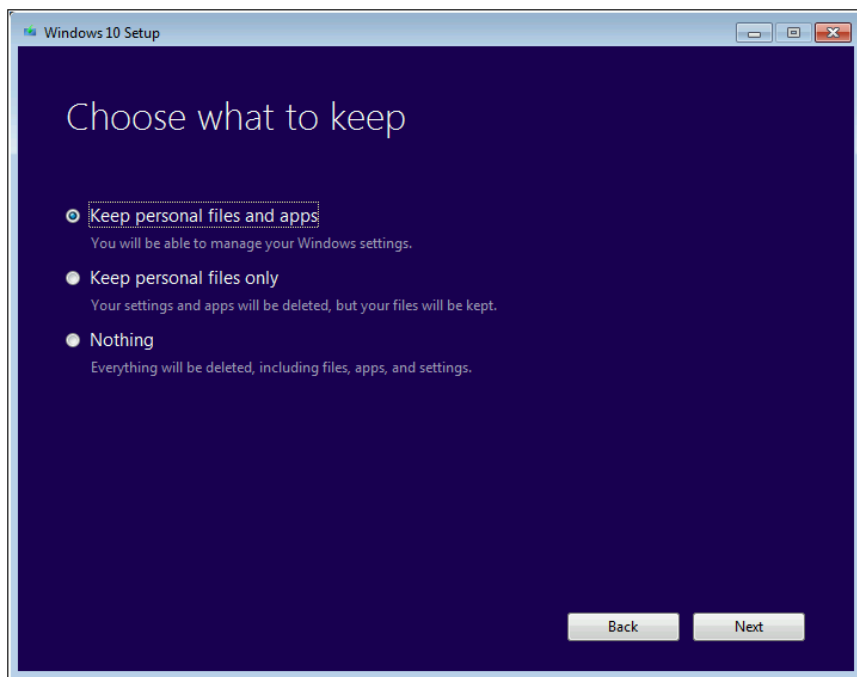 Windows 10 Setup
Choose what to keep
Keep personal files and apps
You will be able to manage your Windows settings.
Keep personal files only
Your settings and apps will be deleted, but your files will be kept.
Nothing
Everything will be deleted, including files, apps, and settings.
Back Next